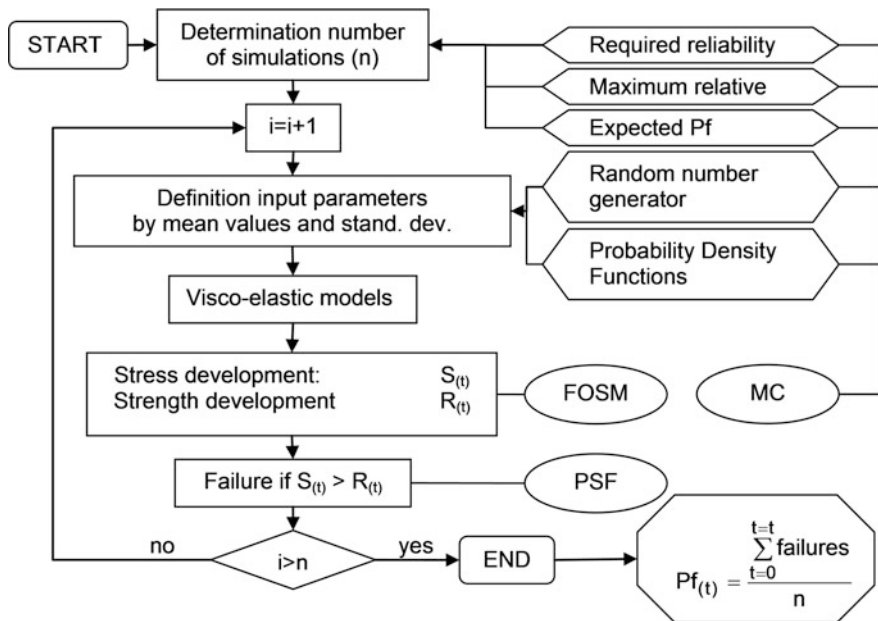 START
Determination number
of simulations (n)
Required reliability
Maximum relative
Expected Pf
i=i+1
Random number
generator
Definition input parameters
by mean values and stand. dev.
Probability Density
Functions
Visco-elastic models
Stress development: S(t)
Strength development R(t)
FOSM
MC
Failure if S(t) > R(t)
PSF
no
i>n
yes
END
t=t
∑ failures
t=0
Pf(t) =
n